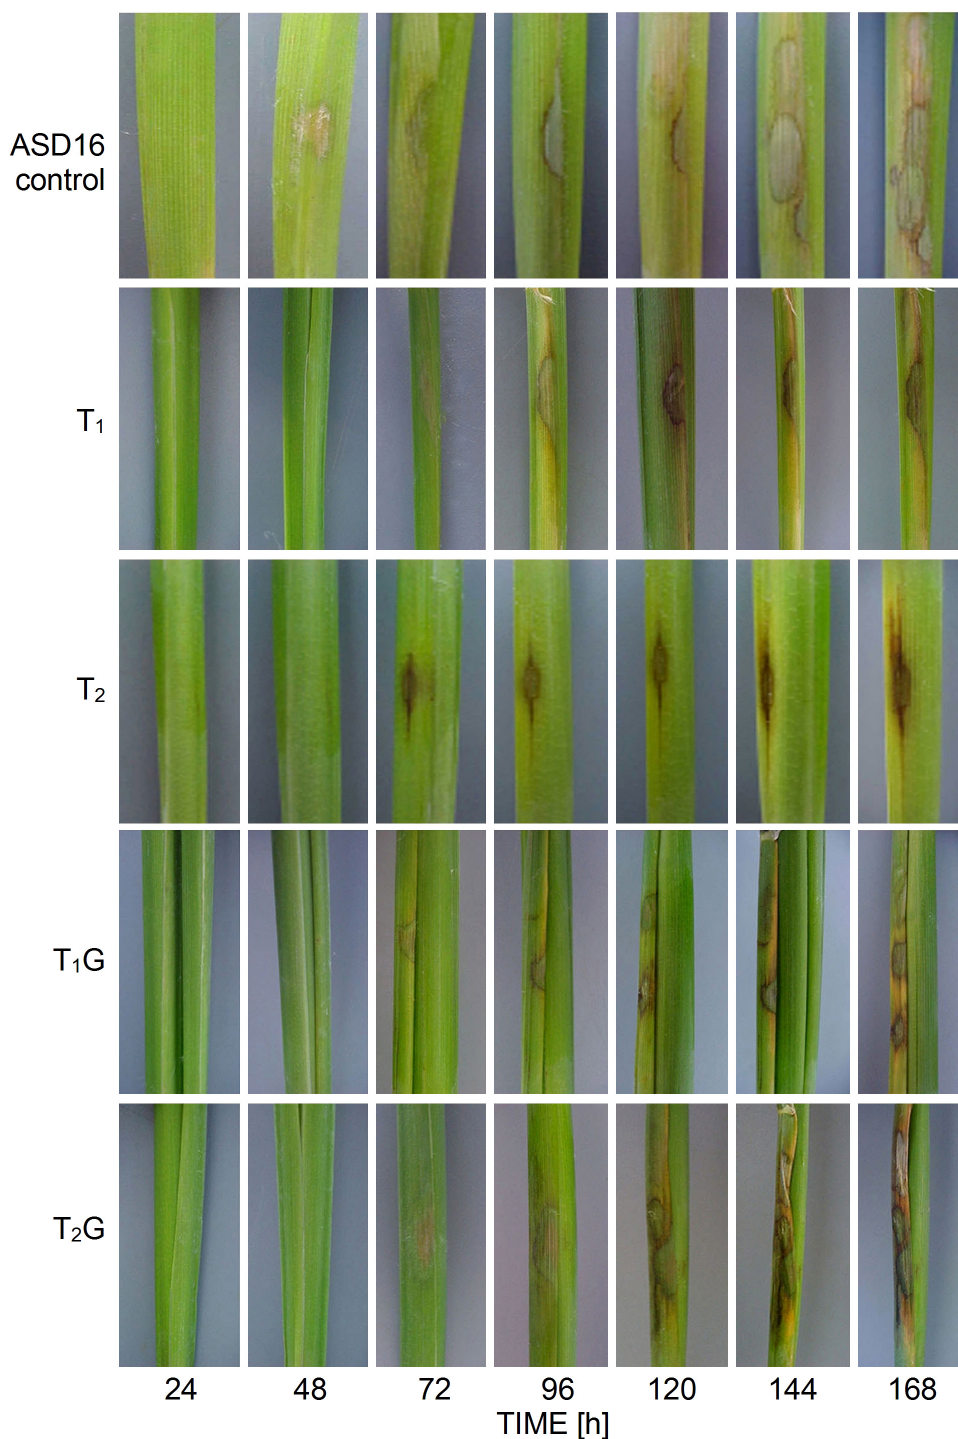 ASD16
control
T₁
T₂
T₁G
T₂G
24 48 72 96 120 144 168
TIME [h]